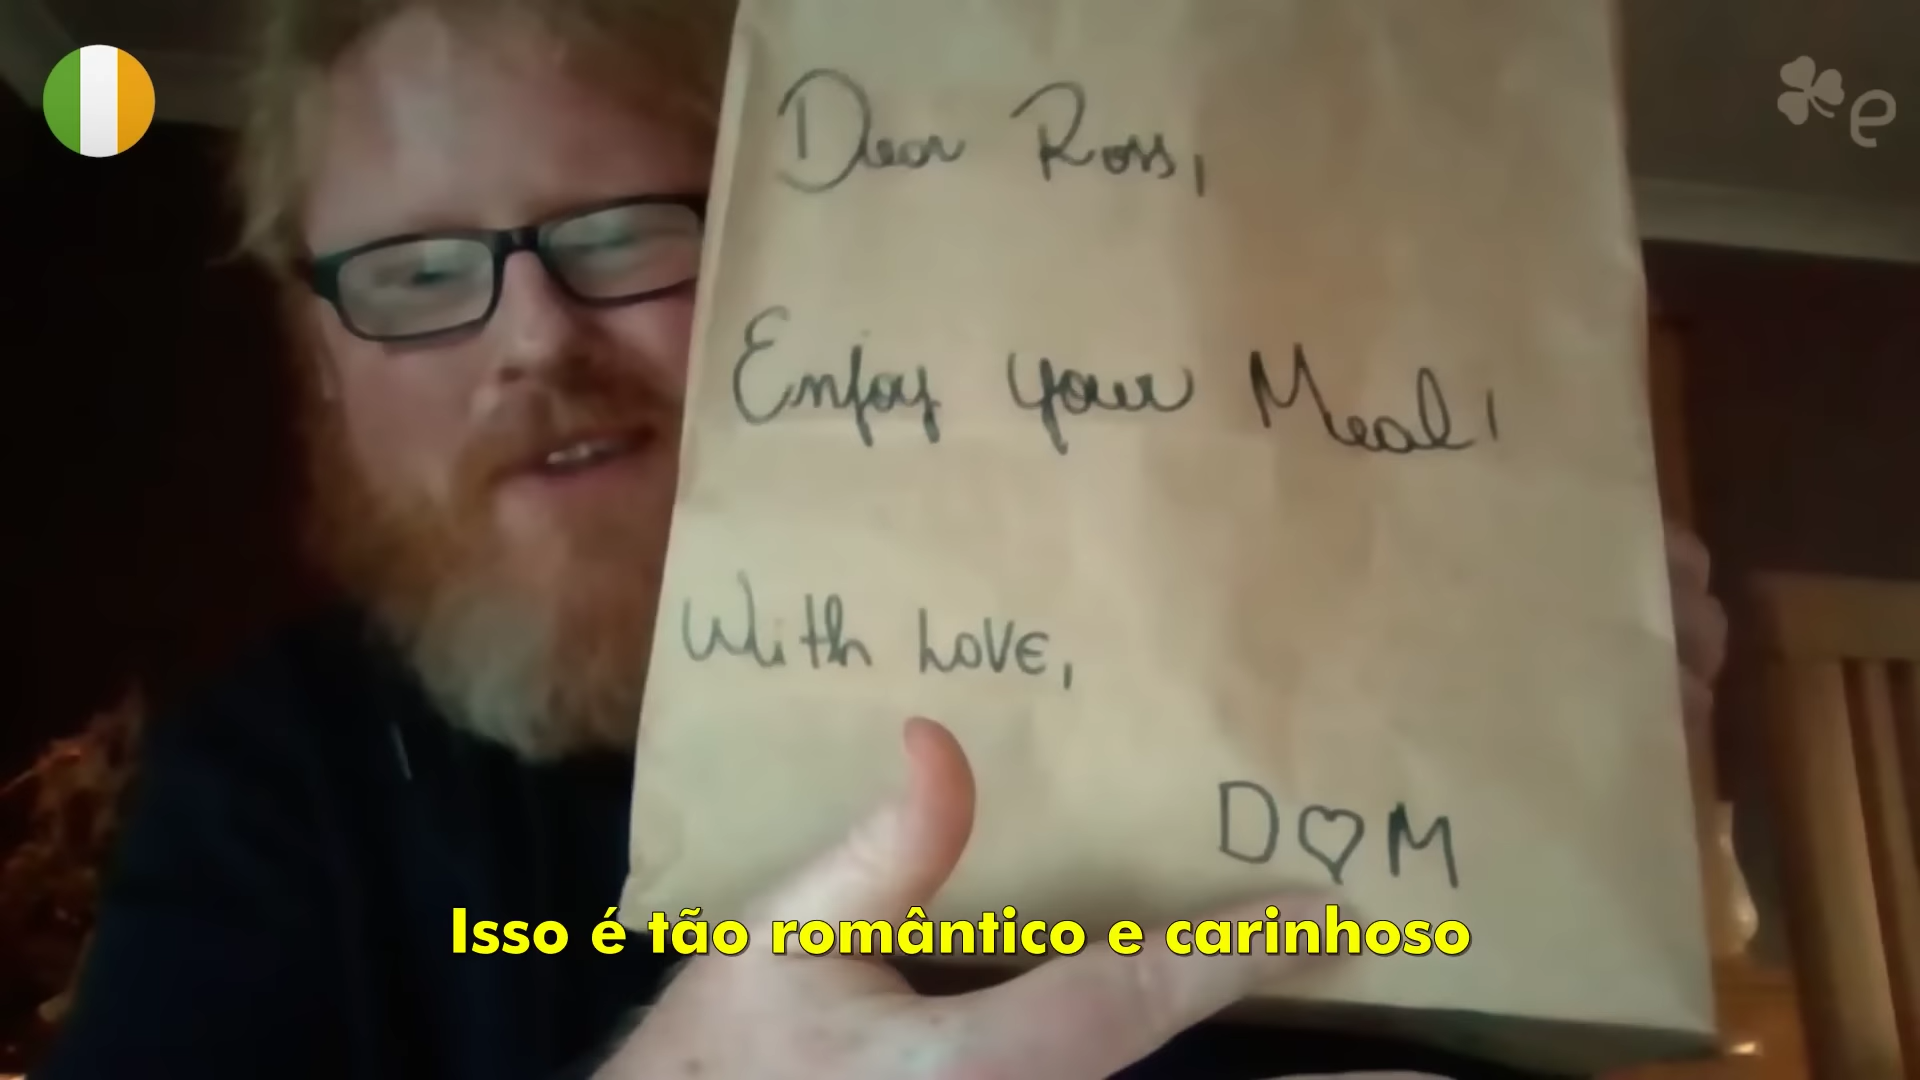 e
Dear Ross,
Enjoy your Meal!
With Love,
D♡M
Isso é tão romântico e carinhoso